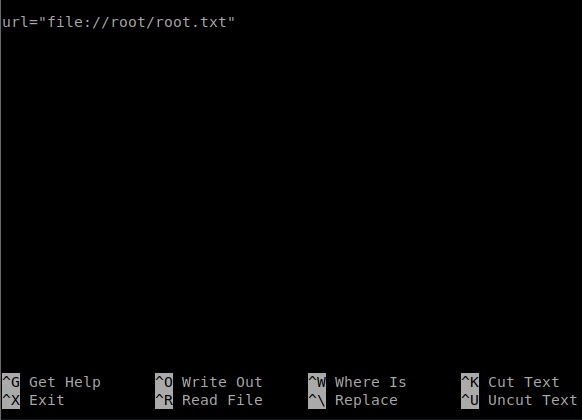 url="file://root/root.txt"
^G Get Help ^O Write Out ^W Where Is ^K Cut Text
^X Exit ^R Read File ^\ Replace ^U Uncut Text